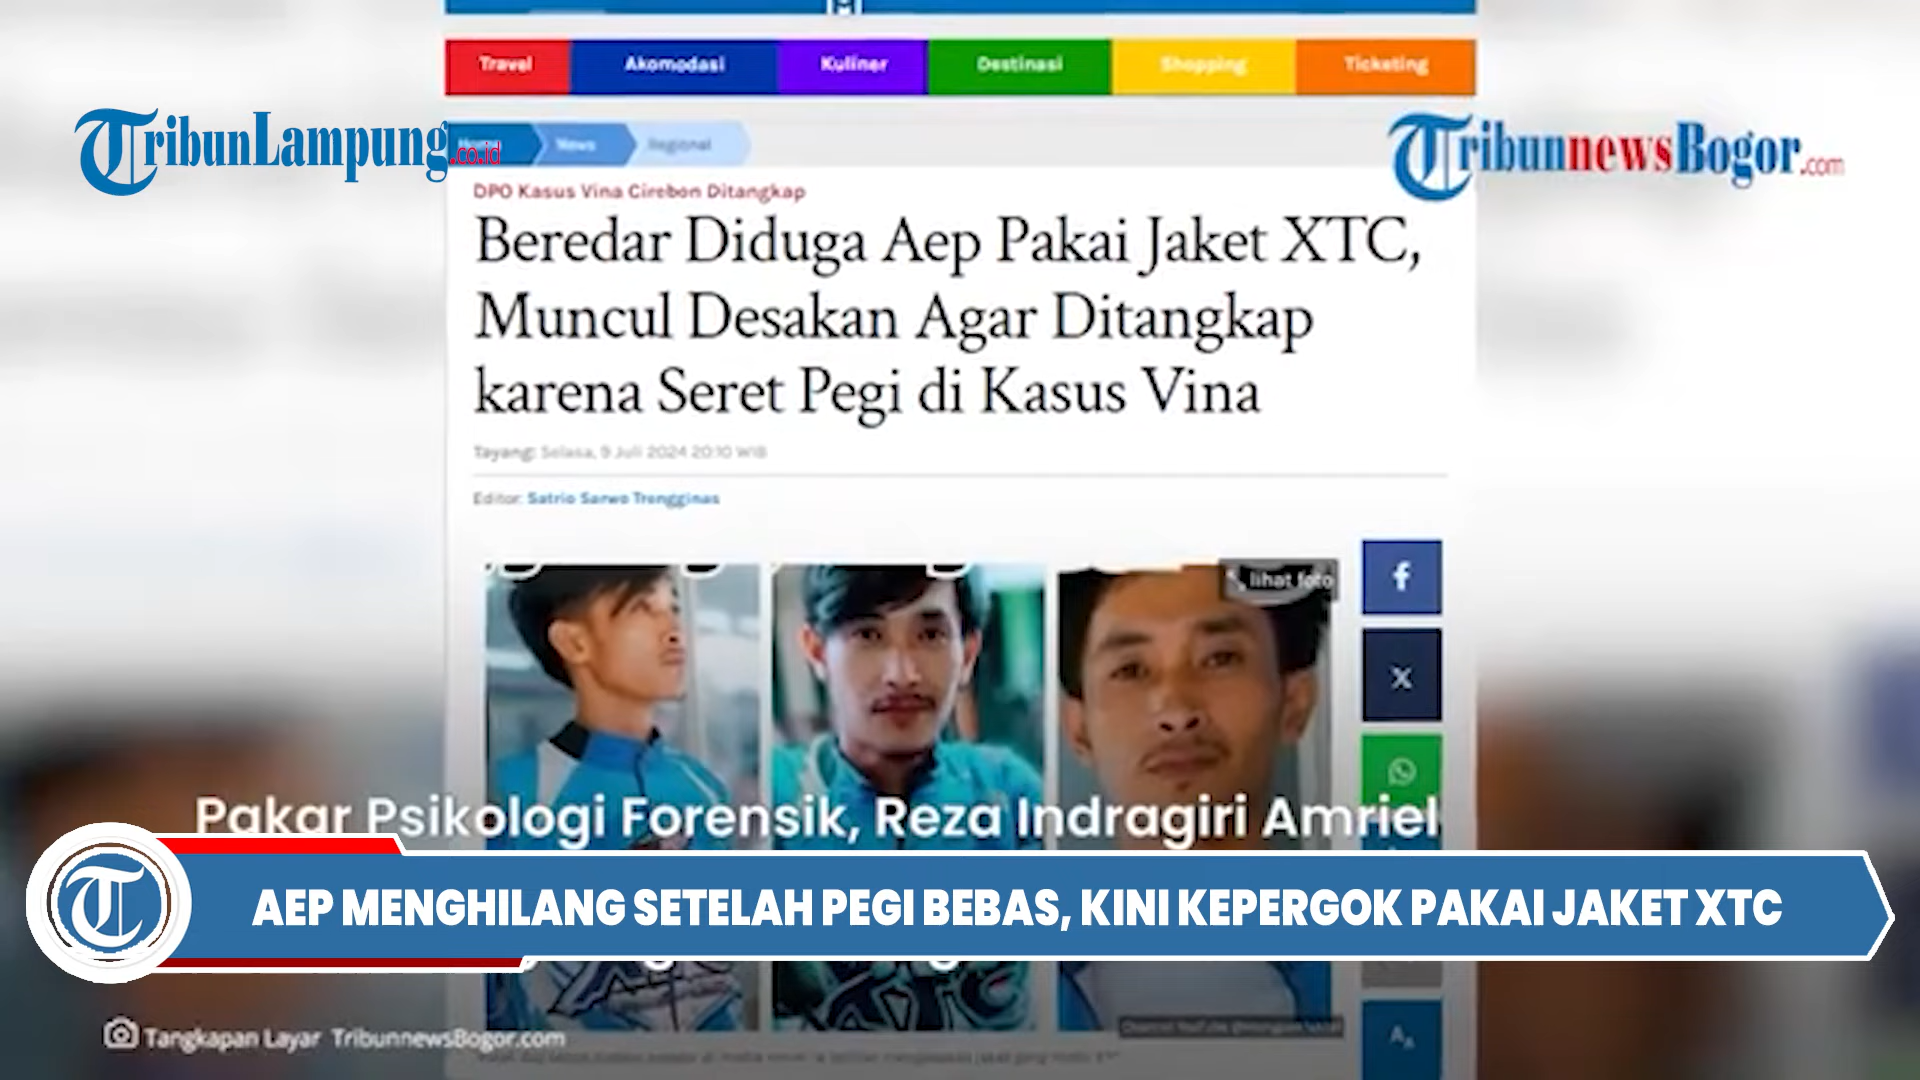 Travel
Akomodasi
Kuliner
Destinasi
Shopping
Ticketing
TribunLampung.co.id
News
Regional
TribunnewsBogor.com
DPO Kasus Vina Cirebon Ditangkap
Beredar Diduga Aep Pakai Jaket XTC,
Muncul Desakan Agar Ditangkap
karena Seret Pegi di Kasus Vina
Tayang: Selasa, 9 Juli 2024 20:10 WIB
Editor: Satrio Sarwo Trengginas
lihat foto
Pakar Psikologi Forensik, Reza Indragiri Amriel
AEP MENGHILANG SETELAH PEGI BEBAS, KINI KEPERGOK PAKAI JAKET XTC
XTC
Tangkapan Layar TribunnewsBogor.com